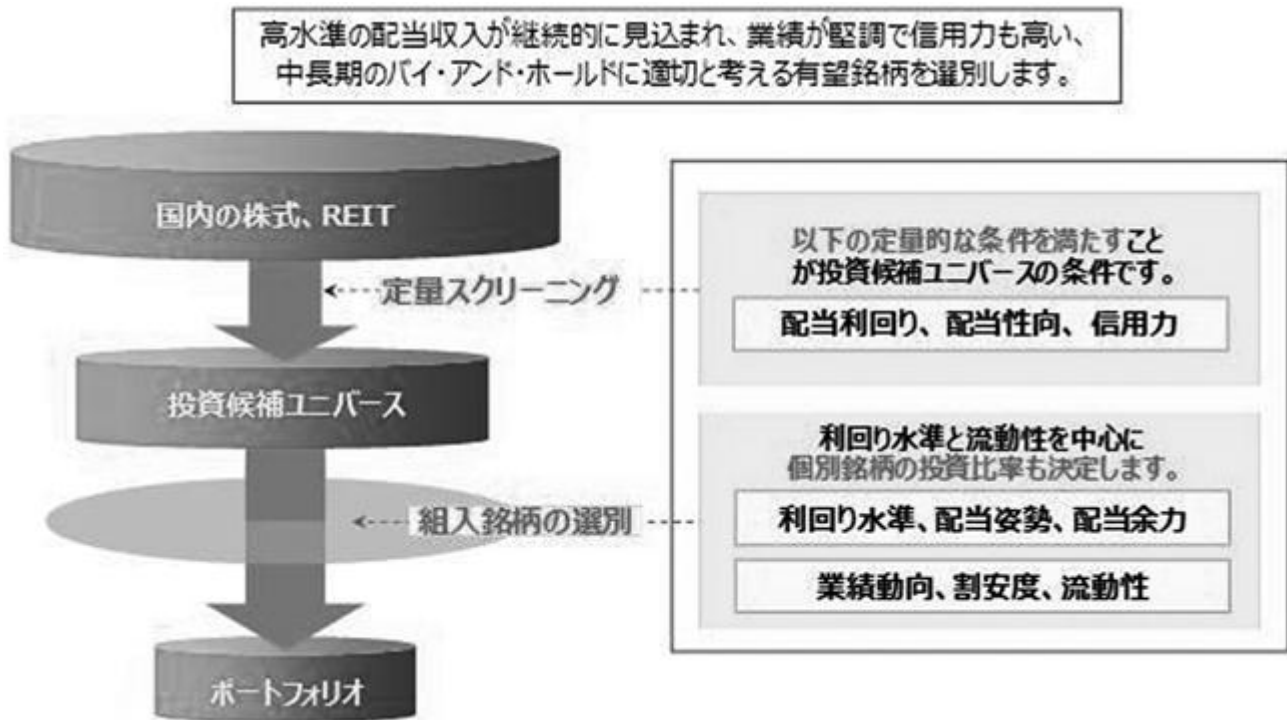 高水準の配当収入が継続的に見込まれ、業績が堅調で信用力も高い、
中長期のバイ・アンド・ホールドに適切と考える有望銘柄を選別します。
国内の株式、REIT
定量スクリーニング
以下の定量的な条件を満たすこと
が投資候補ユニバースの条件です。
配当利回り、配当性向、信用力
投資候補ユニバース
組入銘柄の選別
利回り水準と流動性を中心に
個別銘柄の投資比率も決定します。
利回り水準、配当姿勢、配当余力
業績動向、割安度、流動性
ポートフォリオ